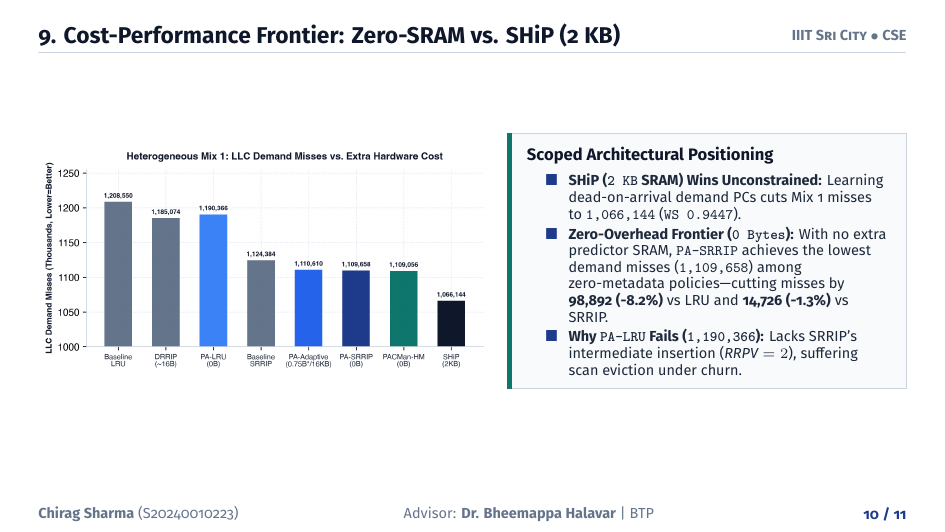 9. Cost-Performance Frontier: Zero-SRAM vs. SHiP (2 KB)
IIIT Sri City • CSE
Heterogeneous Mix 1: LLC Demand Misses vs. Extra Hardware Cost
LLC Demand Misses (Thousands, Lower=Better)
1250
1200
1150
1100
1050
1000
1,208,550
1,185,074
1,190,366
1,124,384
1,110,610
1,109,658
1,109,056
1,066,144
Baseline
LRU
DRRIP
(~16B)
PA-LRU
(0B)
Baseline
SRRIP
PA-Adaptive
(0.75B*/16KB)
PA-SRRIP
(0B)
PACMan-HM
(0B)
SHiP
(2KB)
Scoped Architectural Positioning
■ SHiP (2 KB SRAM) Wins Unconstrained: Learning
dead-on-arrival demand PCs cuts Mix 1 misses
to 1,066,144 (WS 0.9447).
■ Zero-Overhead Frontier (0 Bytes): With no extra
predictor SRAM, PA-SRRIP achieves the lowest
demand misses (1,109,658) among
zero-metadata policies—cutting misses by
98,892 (-8.2%) vs LRU and 14,726 (-1.3%) vs
SRRIP.
■ Why PA-LRU Fails (1,190,366): Lacks SRRIP's
intermediate insertion (RRPV = 2), suffering
scan eviction under churn.
Chirag Sharma (S20240010223)
Advisor: Dr. Bheemappa Halavar | BTP
10 / 11